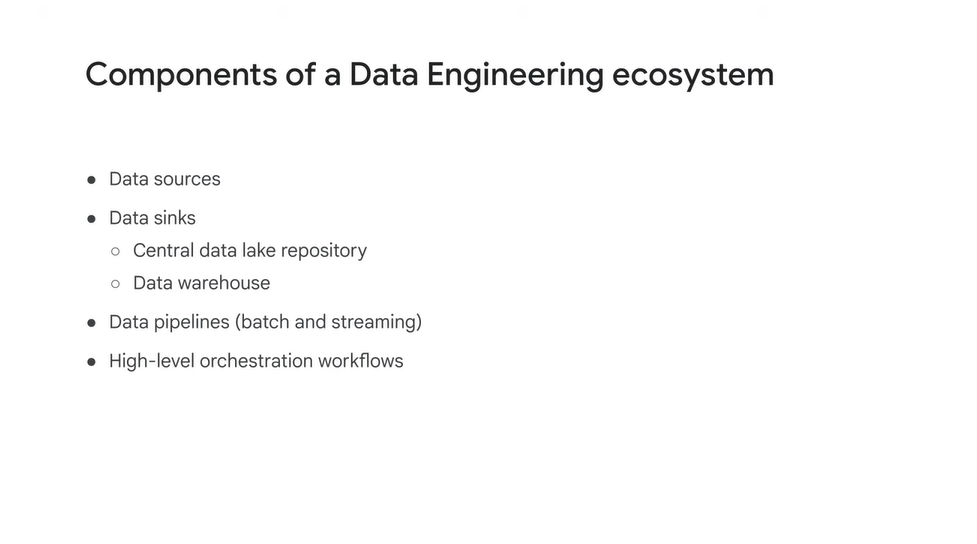 Components of a Data Engineering ecosystem
● Data sources
● Data sinks
○ Central data lake repository
○ Data warehouse
● Data pipelines (batch and streaming)
● High-level orchestration workflows